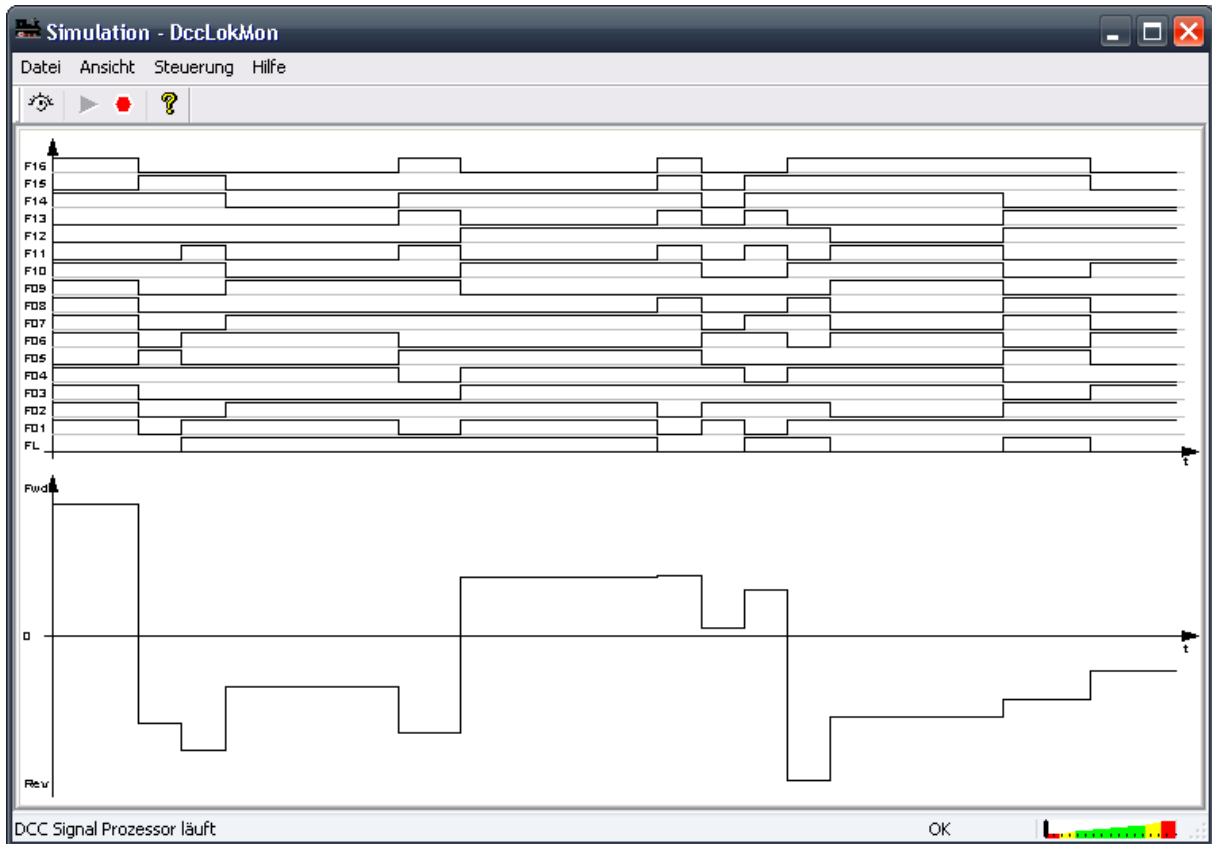 Simulation - DccLokMon
Datei Ansicht Steuerung Hilfe
F16
F15
F14
F13
F12
F11
F10
F09
F08
F07
F06
F05
F04
F03
F02
F01
FL
t
Fwd
0
t
Rev
DCC Signal Prozessor läuft OK